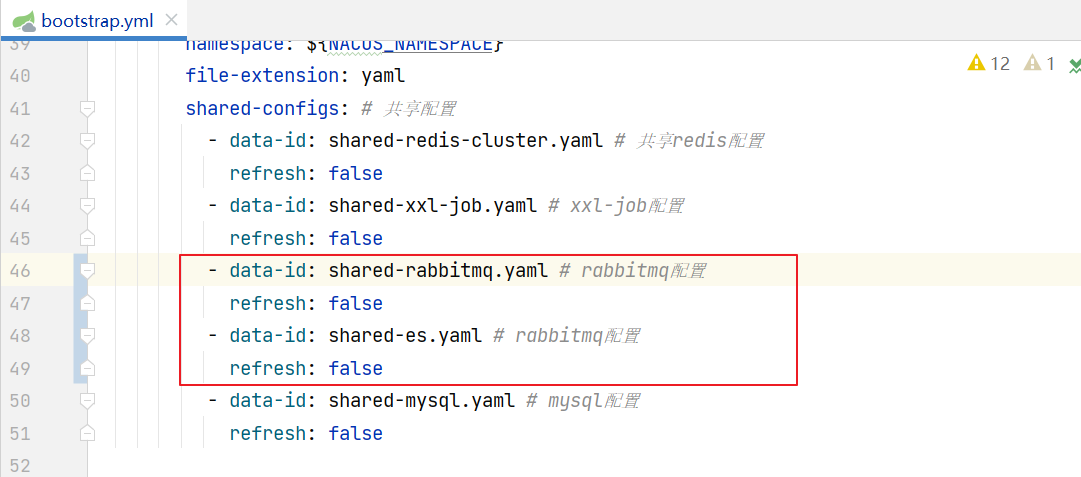 bootstrap.yml
39 namespace: ${NACOS_NAMESPACE}
12 1
40 file-extension: yaml
41 shared-configs: # 共享配置
42 - data-id: shared-redis-cluster.yaml # 共享redis配置
43 refresh: false
44 - data-id: shared-xxl-job.yaml # xxl-job配置
45 refresh: false
46 - data-id: shared-rabbitmq.yaml # rabbitmq配置
47 refresh: false
48 - data-id: shared-es.yaml # rabbitmq配置
49 refresh: false
50 - data-id: shared-mysql.yaml # mysql配置
51 refresh: false
52